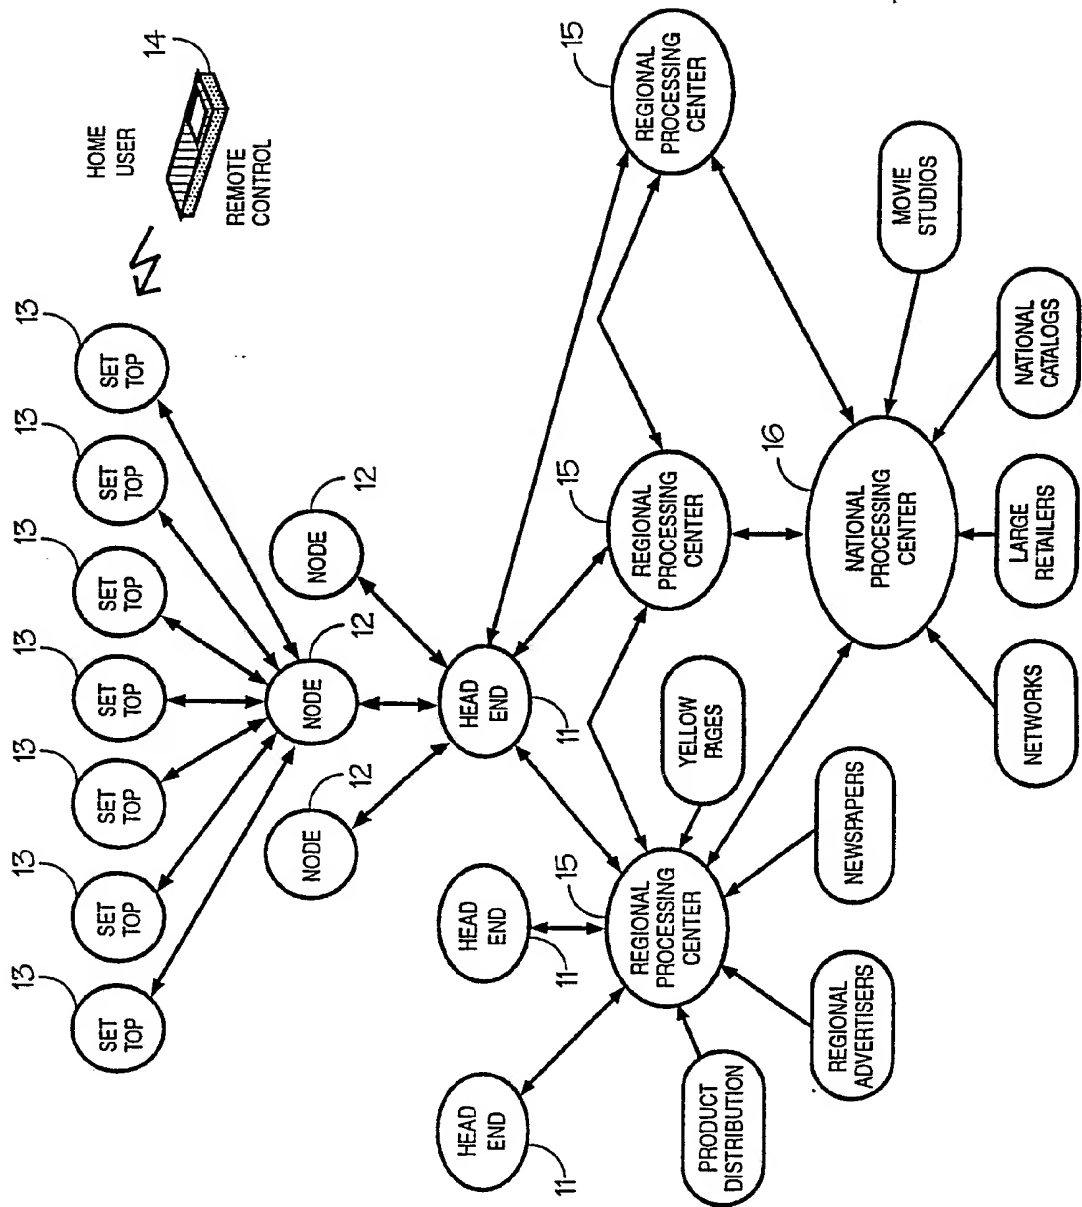 13
13
13
13
13
13
13
SET
TOP
SET
TOP
SET
TOP
SET
TOP
SET
TOP
SET
TOP
SET
TOP
HOME
USER
14
REMOTE
CONTROL
12
NODE
12
NODE
12
NODE
HEAD
END
11
HEAD
END
11
HEAD
END
11
15
REGIONAL
PROCESSING
CENTER
15
REGIONAL
PROCESSING
CENTER
15
REGIONAL
PROCESSING
CENTER
YELLOW
PAGES
PRODUCT
DISTRIBUTION
REGIONAL
ADVERTISERS
NEWSPAPERS
16
NATIONAL
PROCESSING
CENTER
NETWORKS
LARGE
RETAILERS
NATIONAL
CATALOGS
MOVIE
STUDIOS